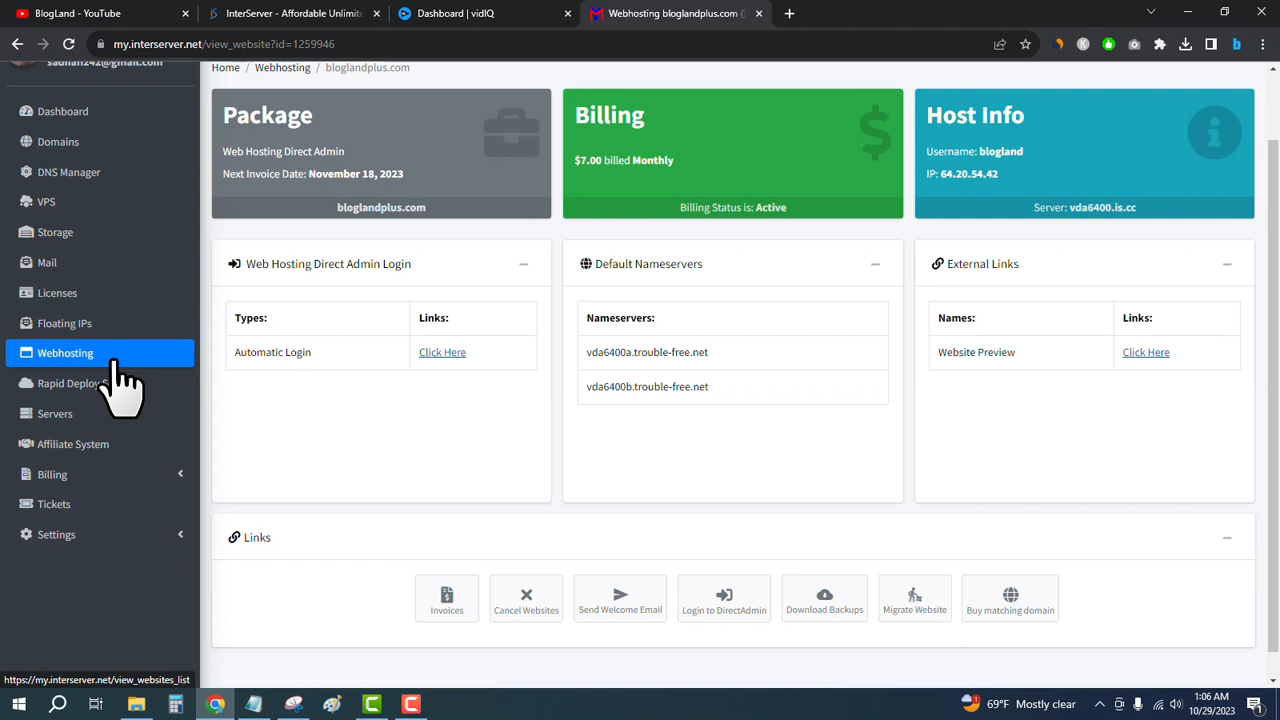 BlogLand - YouTube
InterServer - Affordable Unlimite
Dashboard | vidIQ
Webhosting bloglandplus.com (
my.interserver.net/view_website?id=1259946
Home / Webhosting / bloglandplus.com
Dashboard
Domains
DNS Manager
VPS
Storage
Mail
Licenses
Floating IPs
Webhosting
Rapid Deploy
Servers
Affiliate System
Billing
Tickets
Settings
https://my.interserver.net/view_websites_list
Package
Web Hosting Direct Admin
Next Invoice Date: November 18, 2023
bloglandplus.com
Billing
$7.00 billed Monthly
Billing Status is: Active
Host Info
Username: blogland
IP: 64.20.54.42
Server: vda6400.is.cc
Web Hosting Direct Admin Login
Types: Links:
Automatic Login Click Here
Default Nameservers
Nameservers:
vda6400a.trouble-free.net
vda6400b.trouble-free.net
External Links
Names: Links:
Website Preview Click Here
Links
Invoices
Cancel Websites
Send Welcome Email
Login to DirectAdmin
Download Backups
Migrate Website
Buy matching domain
69°F Mostly clear
1:06 AM
10/29/2023